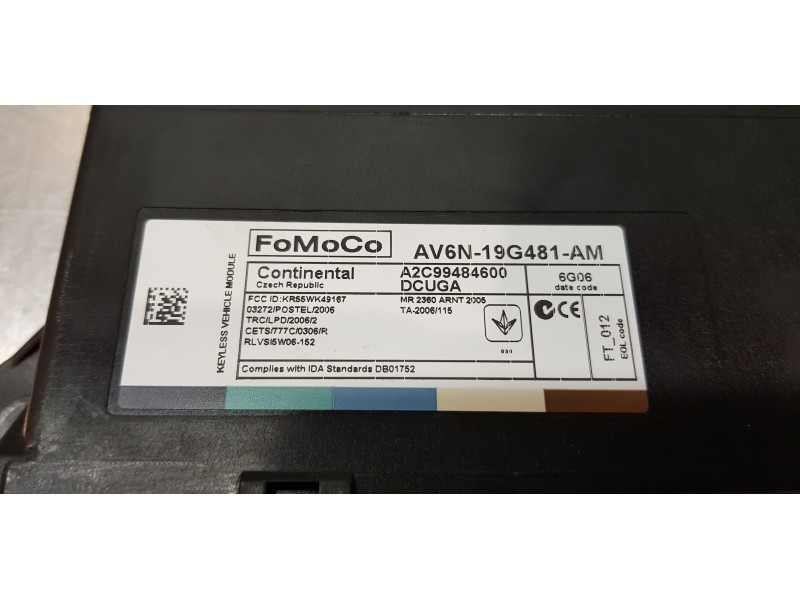 FoMoCo
AV6N-19G481-AM
KEYLESS VEHICLE MODULE
Continental
Czech Republic
A2C99484600
DCUGA
6G06
date code
FCC ID:KR55WK49167
03272/POSTEL/2006
TRC/LPD/2006/2
CETS/777C/0306/R
RLVSI5W06-152
MR 2360 ARNT 2005
TA-2006/115
CE
FT_012
EOL code
Complies with IDA Standards DB01752